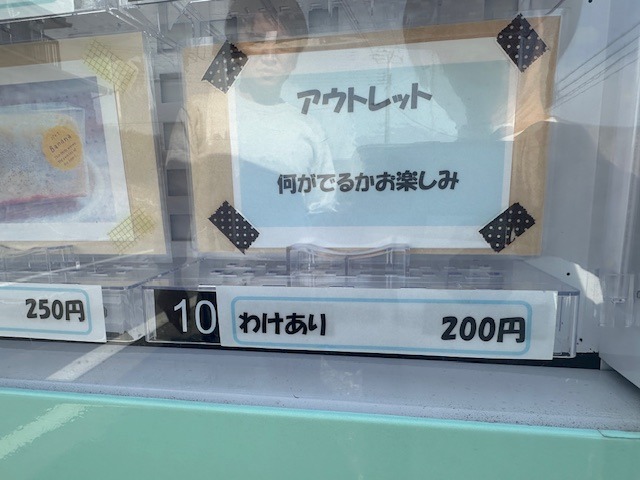 アウトレット
何がでるかお楽しみ
Banana
250円
10
わけあり
200円